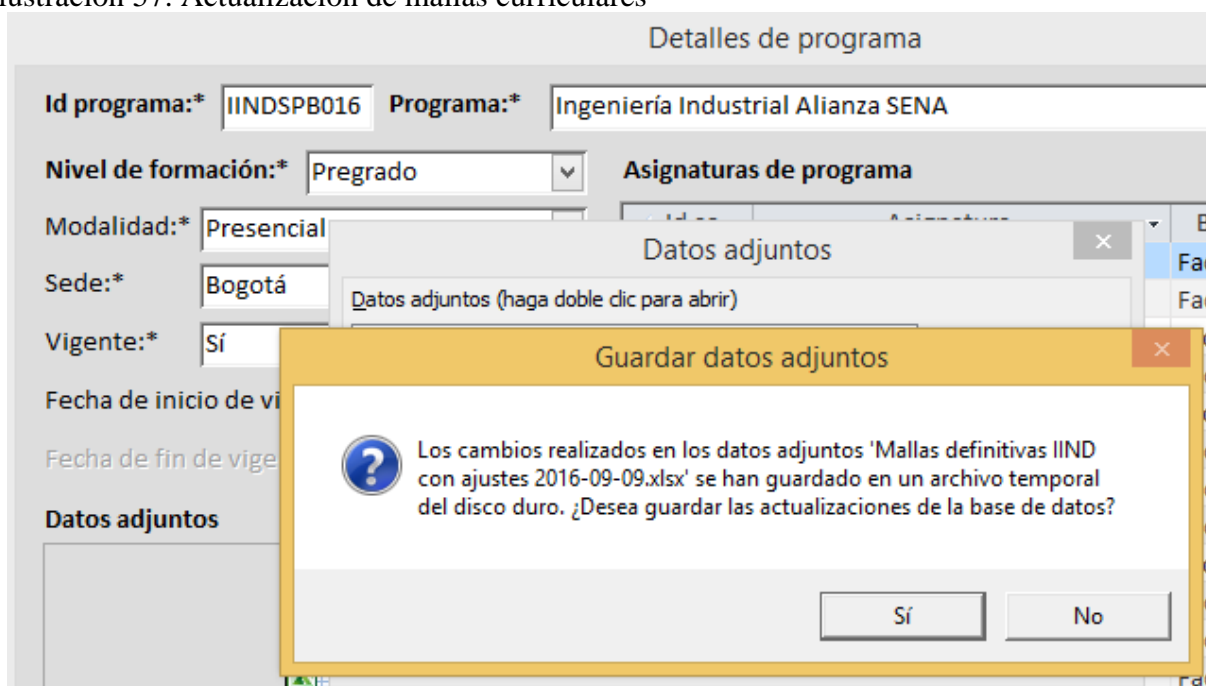 Detalles de programa
Id programa:* IINDSPB016 Programa:* Ingeniería Industrial Alianza SENA
Nivel de formación:* Pregrado Asignaturas de programa
Modalidad:* Presencial
Datos adjuntos
Sede:* Bogotá
Datos adjuntos (haga doble clic para abrir)
Vigente:* Sí
Guardar datos adjuntos
Fecha de inicio de vi
Los cambios realizados en los datos adjuntos 'Mallas definitivas IIND
con ajustes 2016-09-09.xlsx' se han guardado en un archivo temporal
del disco duro. ¿Desea guardar las actualizaciones de la base de datos?
Fecha de fin de vige
Datos adjuntos
Sí No